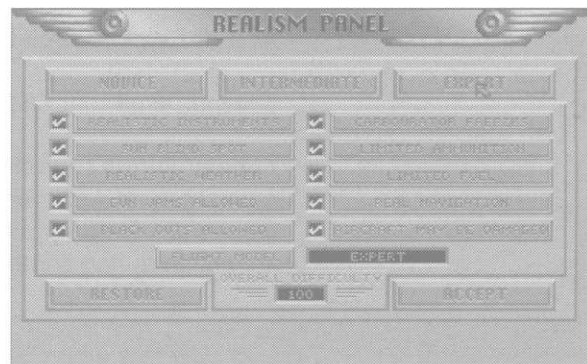 REALISM PANEL
NOVICE INTERMEDIATE EXPERT
REALISTIC INSTRUMENTS CARBURATOR FREEZES
SUN BLIND SPOT LIMITED AMMUNITION
REALISTIC WEATHER LIMITED FUEL
GUN JAMS ALLOWED REAL NAVIGATION
BLACK OUTS ALLOWED AIRCRAFT MAY BE DAMAGED
FLIGHT MODEL EXPERT
OVERALL DIFFICULTY
RESTORE 100 ACCEPT